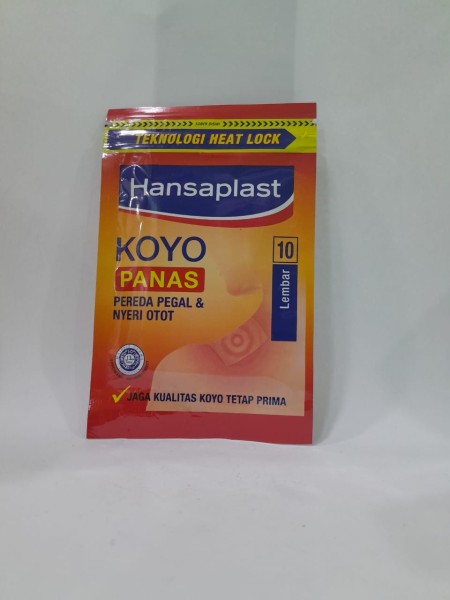 TEKNOLOGI HEAT LOCK
Hansaplast
KOYO
PANAS
PEREDA PEGAL &
NYERI OTOT
10
Lembar
JAGA KUALITAS KOYO TETAP PRIMA